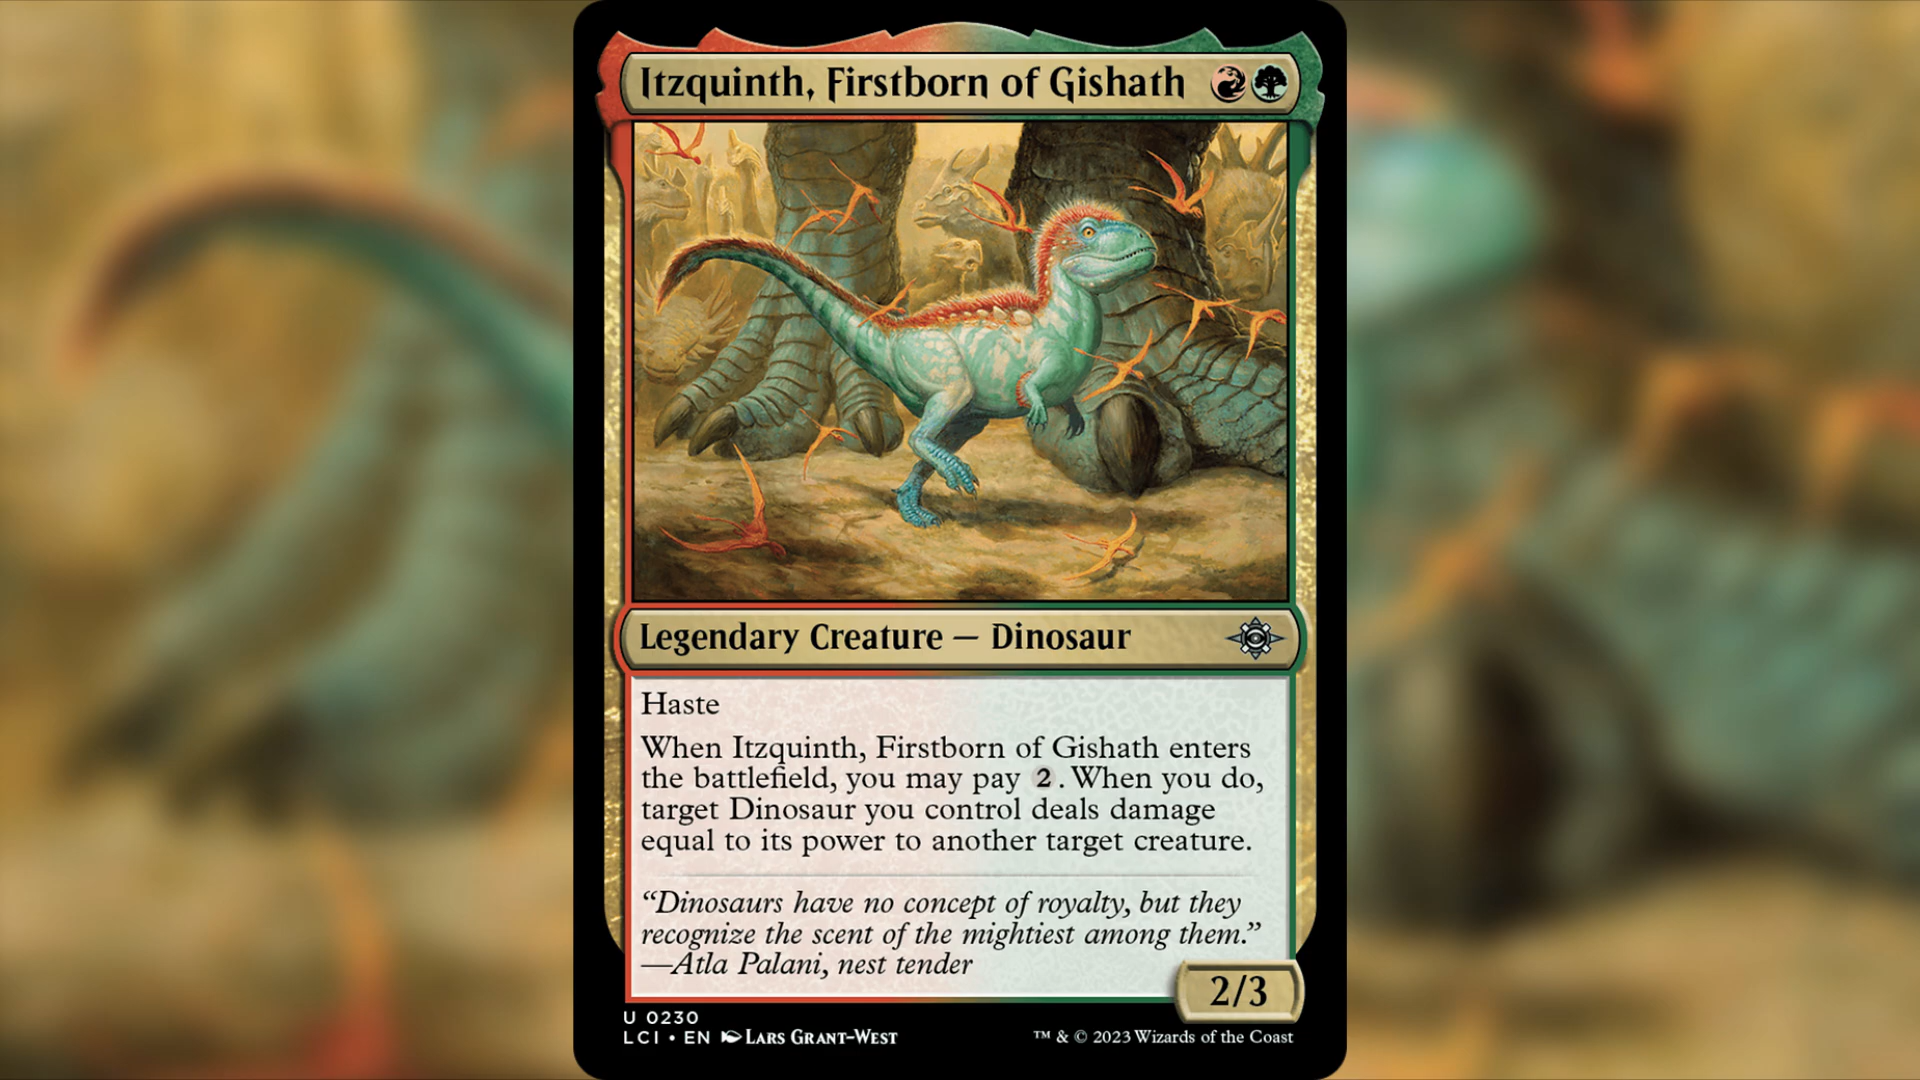 Itzquinth, Firstborn of Gishath
Legendary Creature — Dinosaur
Haste
When Itzquinth, Firstborn of Gishath enters
the battlefield, you may pay 2. When you do,
target Dinosaur you control deals damage
equal to its power to another target creature.
“Dinosaurs have no concept of royalty, but they
recognize the scent of the mightiest among them.”
—Atla Palani, nest tender
2/3
U 0230
LCI • EN Lars Grant-West
™ & © 2023 Wizards of the Coast